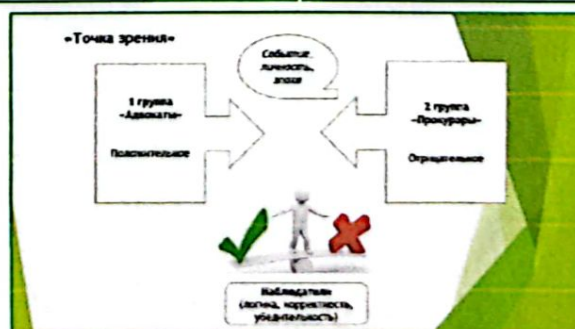 «Точка зрения»
Событие,
личность,
эпоха
1 группа
«Адвокаты»
Положительное
2 группа
«Прокуроры»
Отрицательное
Наблюдатели
(логика, корректность,
убедительность)